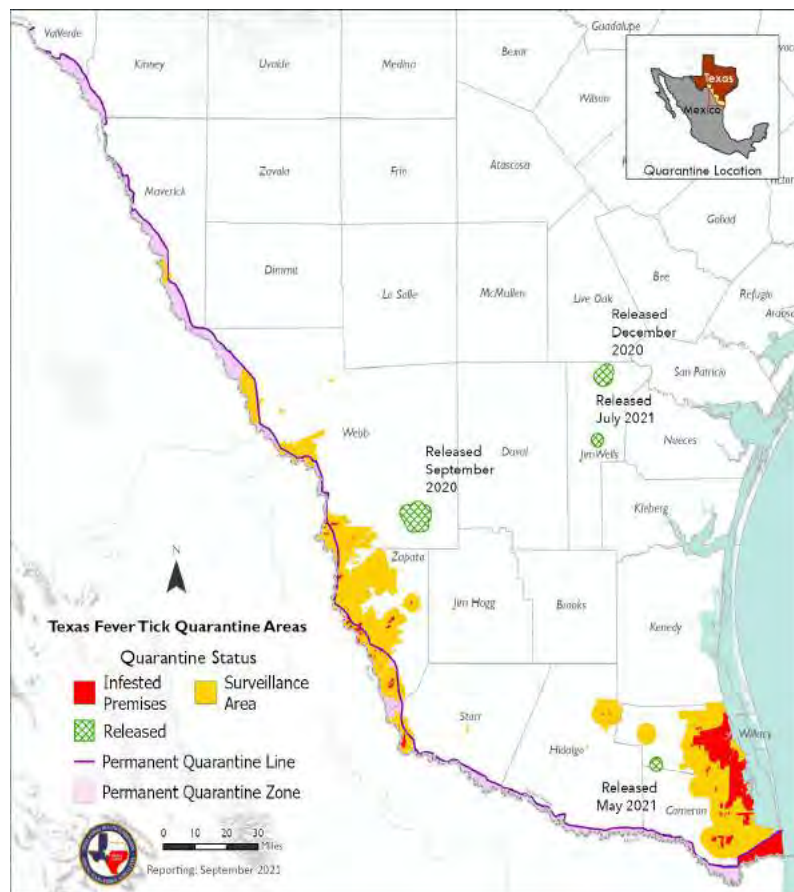 Guadalupe
ValVerde
Bexar
Kinney
Uvalde
Medina
Texas
Wilson
Mexico
Quarantine Location
Zavala
Frio
Atascosa
Maverick
Goliad
Dimmit
Bee
La Salle
McMullen
Live Oak
Refugio
Released
December
2020
San Patricio
Released
July 2021
Webb
Duval
Jim Wells
Nueces
Released
September
2020
Kleberg
Zapata
N
Jim Hogg
Brooks
Kenedy
Texas Fever Tick Quarantine Areas
Quarantine Status
Infested
Premises
Surveillance
Area
Released
Permanent Quarantine Line
Permanent Quarantine Zone
Starr
Hidalgo
Willacy
Released
May 2021
Cameron
0 10 20 30
Miles
Reporting: September 2021